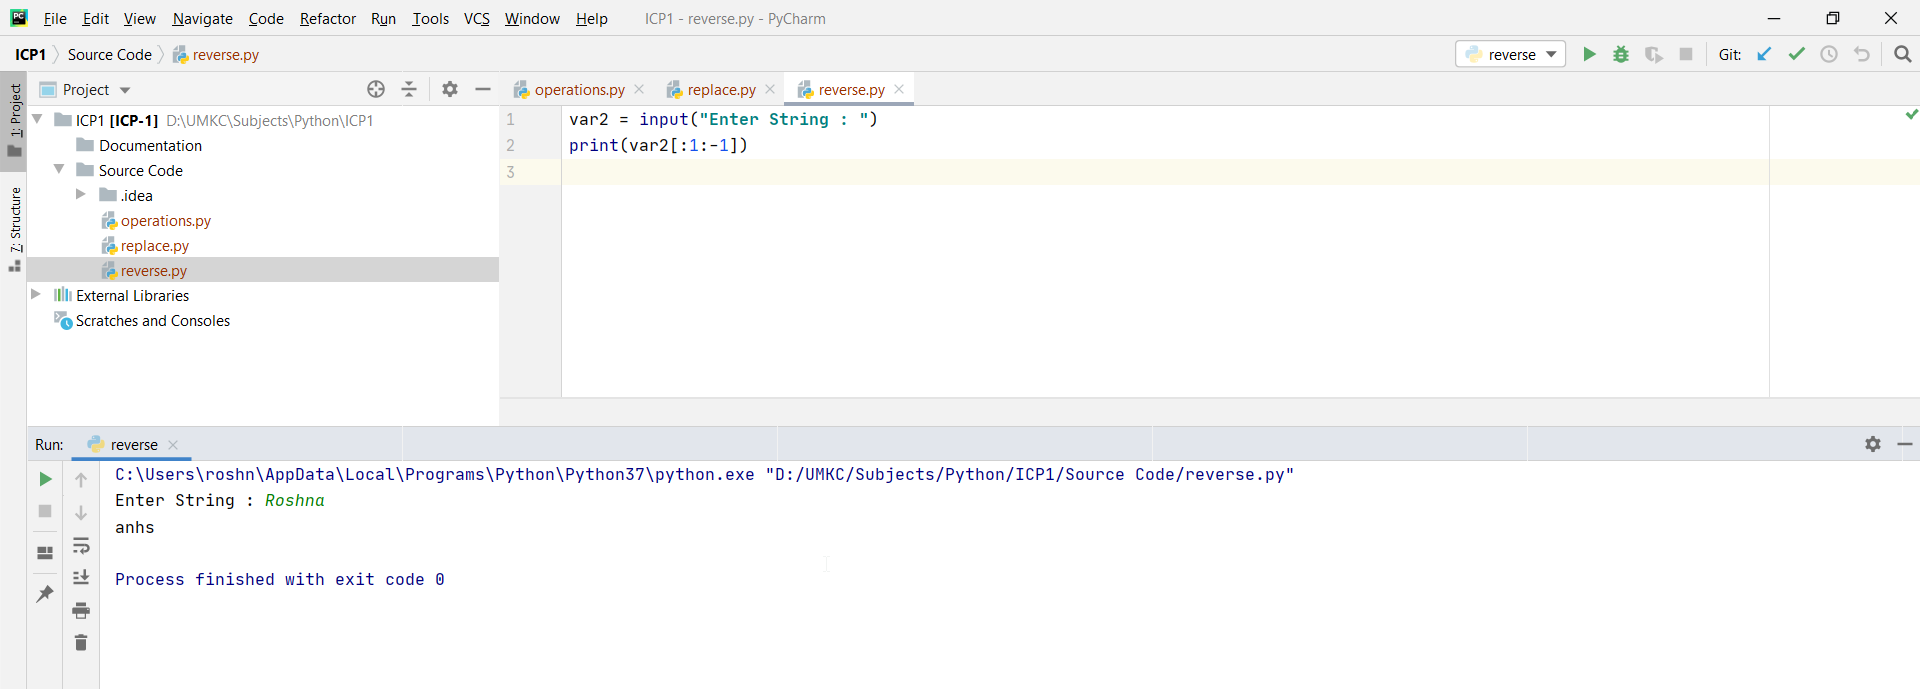 PC File Edit View Navigate Code Refactor Run Tools VCS Window Help ICP1 - reverse.py - PyCharm
ICP1 Source Code reverse.py reverse Git:
1: Project
7: Structure
Project
ICP1 [ICP-1] D:\UMKC\Subjects\Python\ICP1
Documentation
Source Code
.idea
operations.py
replace.py
reverse.py
External Libraries
Scratches and Consoles
operations.py replace.py reverse.py
1 var2 = input("Enter String : ")
2 print(var2[:1:-1])
3
Run: reverse
C:\Users\roshn\AppData\Local\Programs\Python\Python37\python.exe "D:/UMKC/Subjects/Python/ICP1/Source Code/reverse.py"
Enter String : Roshna
anhs
Process finished with exit code 0